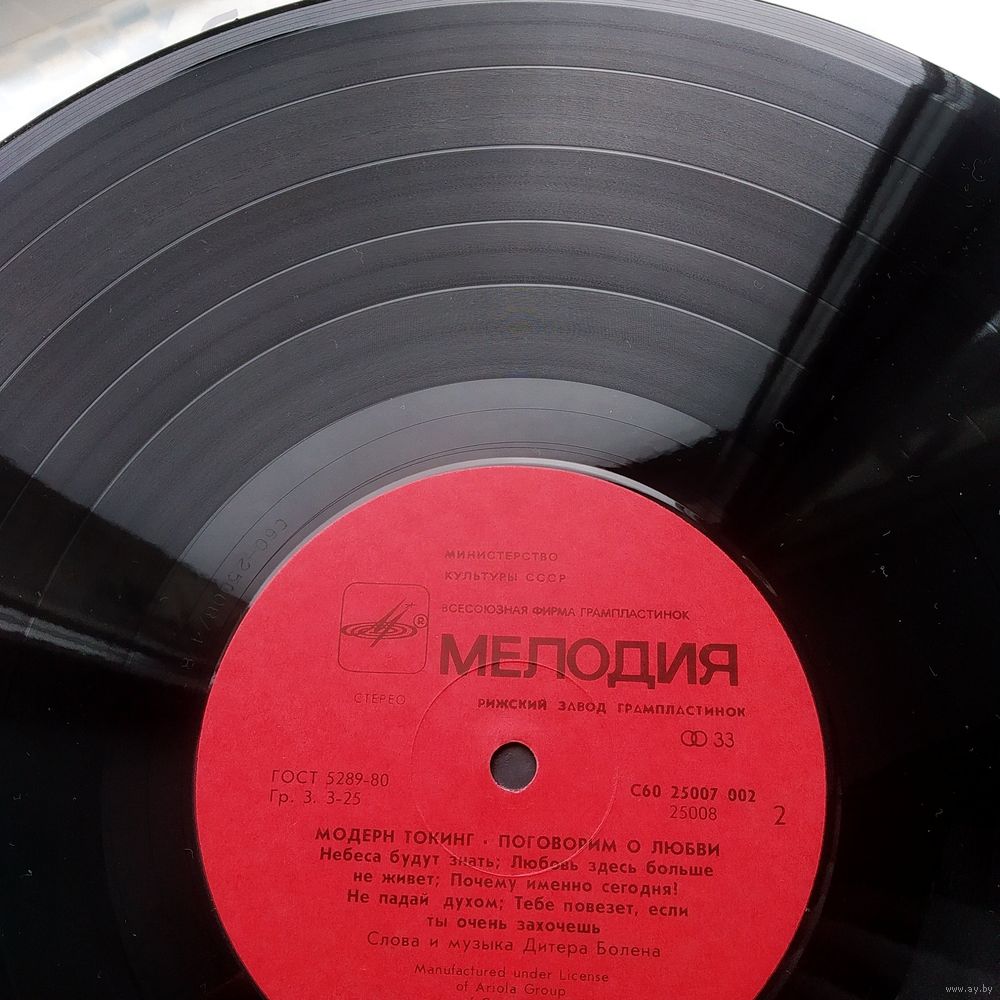 МИНИСТЕРСТВО
КУЛЬТУРЫ СССР
ВСЕСОЮЗНАЯ ФИРМА ГРАМПЛАСТИНОК
®
МЕЛОДИЯ
СТЕРЕО
РИЖСКИЙ ЗАВОД ГРАМПЛАСТИНОК
33
ГОСТ 5289-80
Гр. 3. 3-25
С60 25007 002
25008
2
МОДЕРН ТОКИНГ · ПОГОВОРИМ О ЛЮБВИ
Небеса будут знать; Любовь здесь больше
не живет; Почему именно сегодня!
Не падай духом; Тебе повезет, если
ты очень захочешь
Слова и музыка Дитера Болена
Manufactured under License
of Ariola Group
www.ay.by